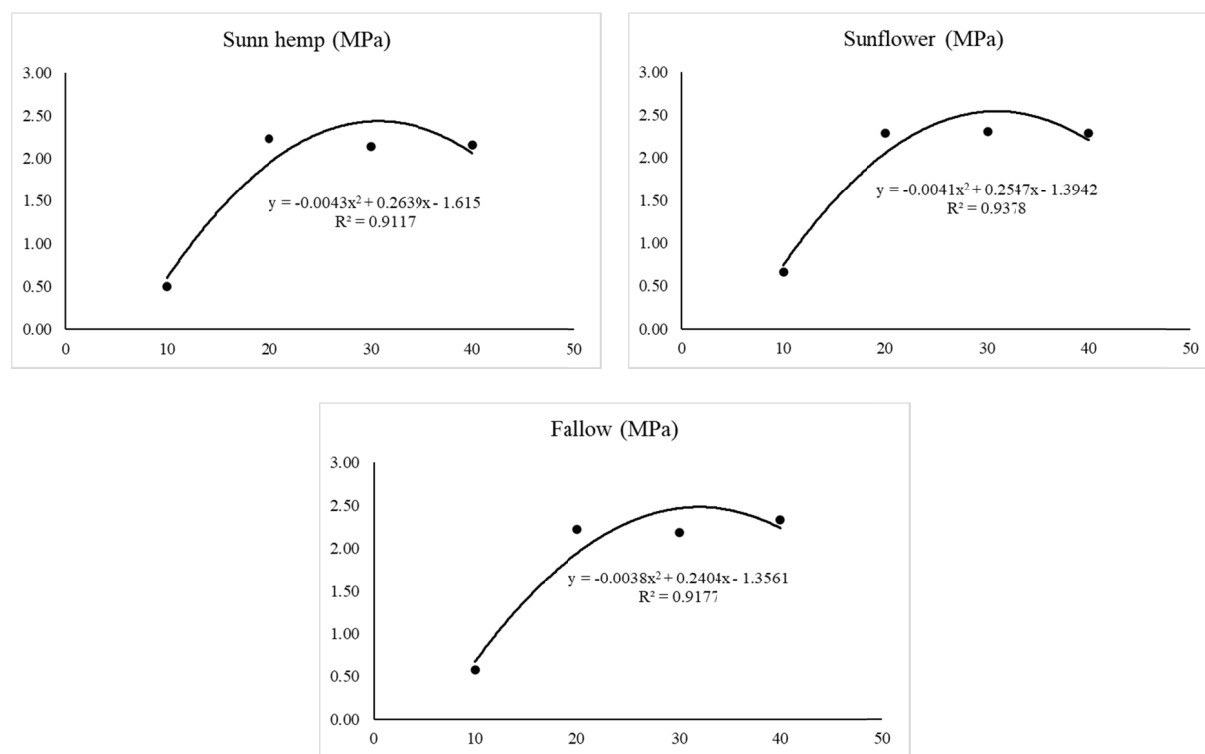 Sunn hemp (MPa)
3.00
2.50
2.00
1.50
1.00
0.50
0.00
y = -0.0043x² + 0.2639x - 1.615
R² = 0.9117
0 10 20 30 40 50
Sunflower (MPa)
3.00
2.50
2.00
1.50
1.00
0.50
0.00
y = -0.0041x² + 0.2547x - 1.3942
R² = 0.9378
0 10 20 30 40 50
Fallow (MPa)
3.00
2.50
2.00
1.50
1.00
0.50
0.00
y = -0.0038x² + 0.2404x - 1.3561
R² = 0.9177
0 10 20 30 40 50